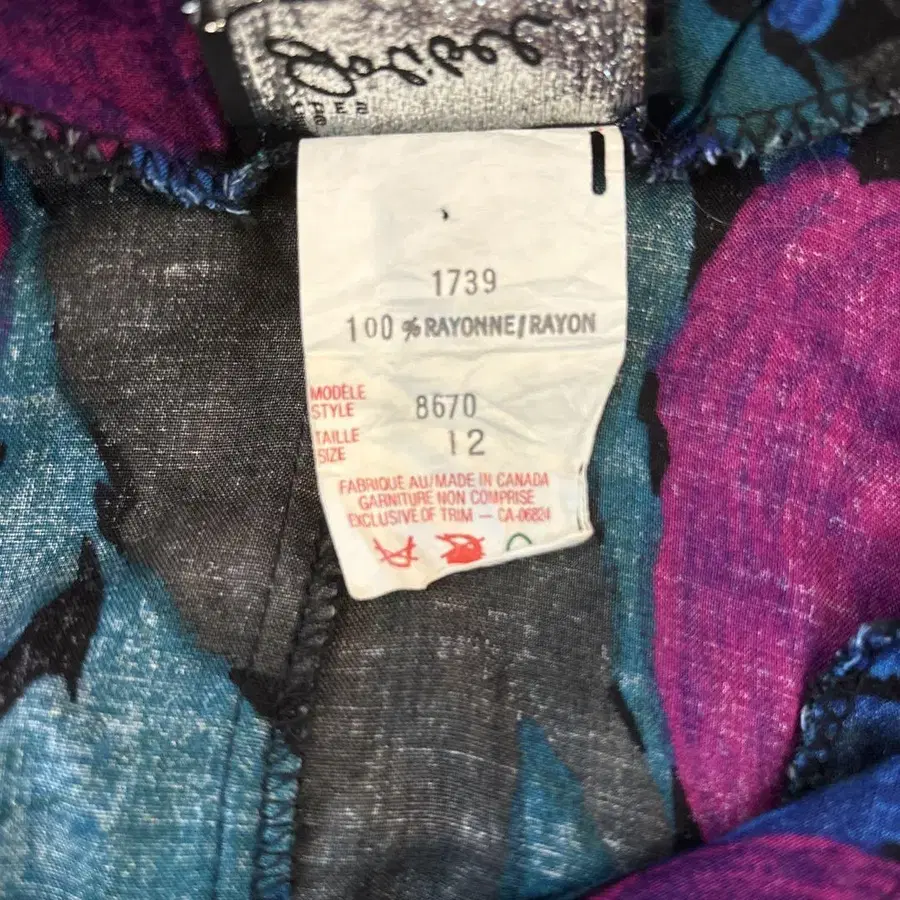 1739
100 % RAYONNE/RAYON
MODÈLE
STYLE 8670
TAILLE
SIZE 12
FABRIQUE AU/MADE IN CANADA
GARNITURE NON COMPRISE
EXCLUSIVE OF TRIM — CA-06824